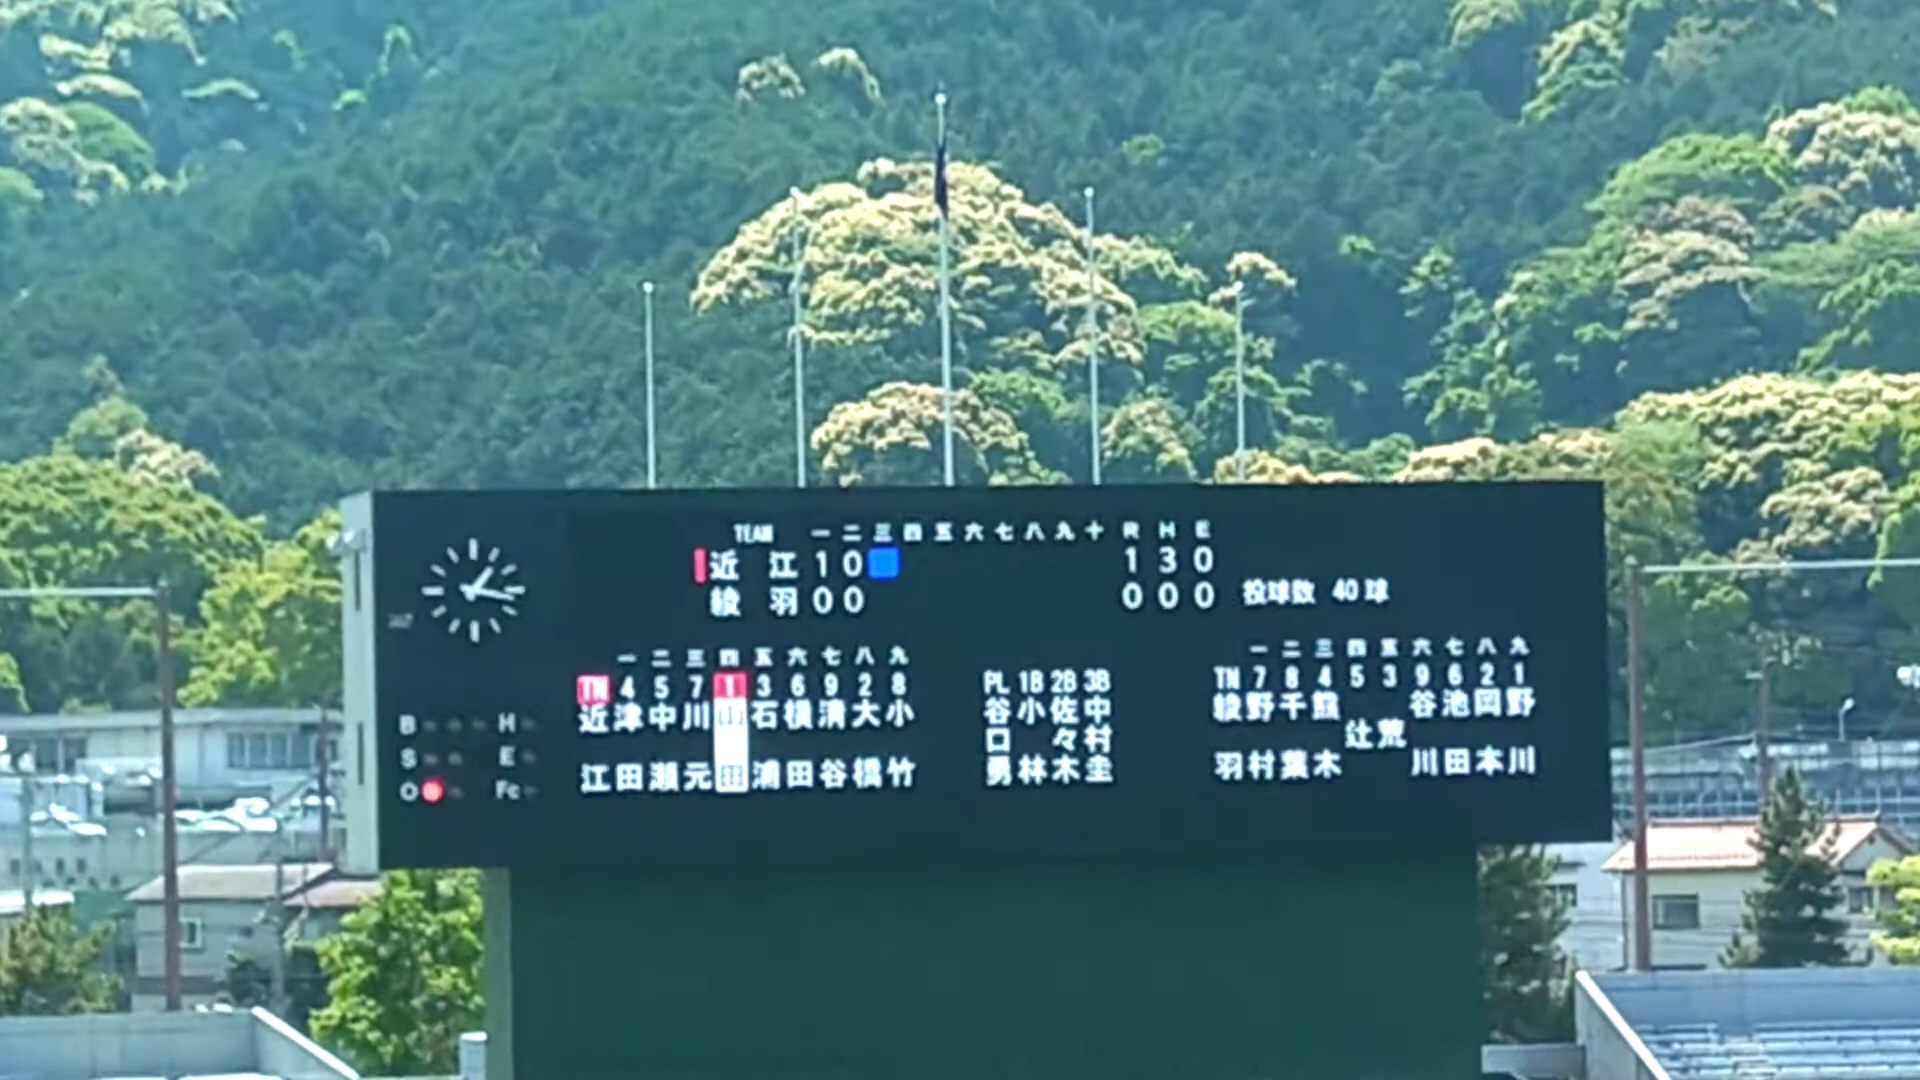 TEAM 一 二 三 四 五 六 七 八 九 十 R H E
近江 1 0 1 3 0
綾羽 0 0 0 0 0 投球数 40球
一 二 三 四 五 六 七 八 九
TN 4 5 7 1 3 6 9 2 8
近江 津田 中瀬 川元 山田 石浦 横田 清谷 大橋 小竹
PL 1B 2B 3B
谷口勇 小林 佐々木 中村圭
一 二 三 四 五 六 七 八 九
TN 7 8 4 5 3 9 6 2 1
綾羽 野村 千葉 熊木 辻 荒 谷川 池田 岡本 野川
B H
S E
O Fc